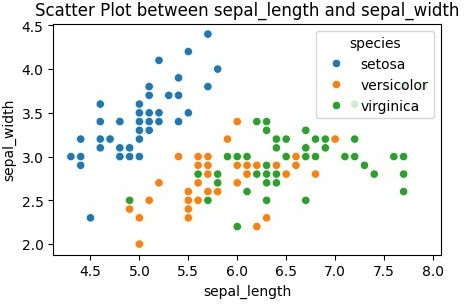 Scatter Plot between sepal_length and sepal_width
species
setosa
versicolor
virginica
sepal_width
4.5
4.0
3.5
3.0
2.5
2.0
4.5 5.0 5.5 6.0 6.5 7.0 7.5 8.0
sepal_length